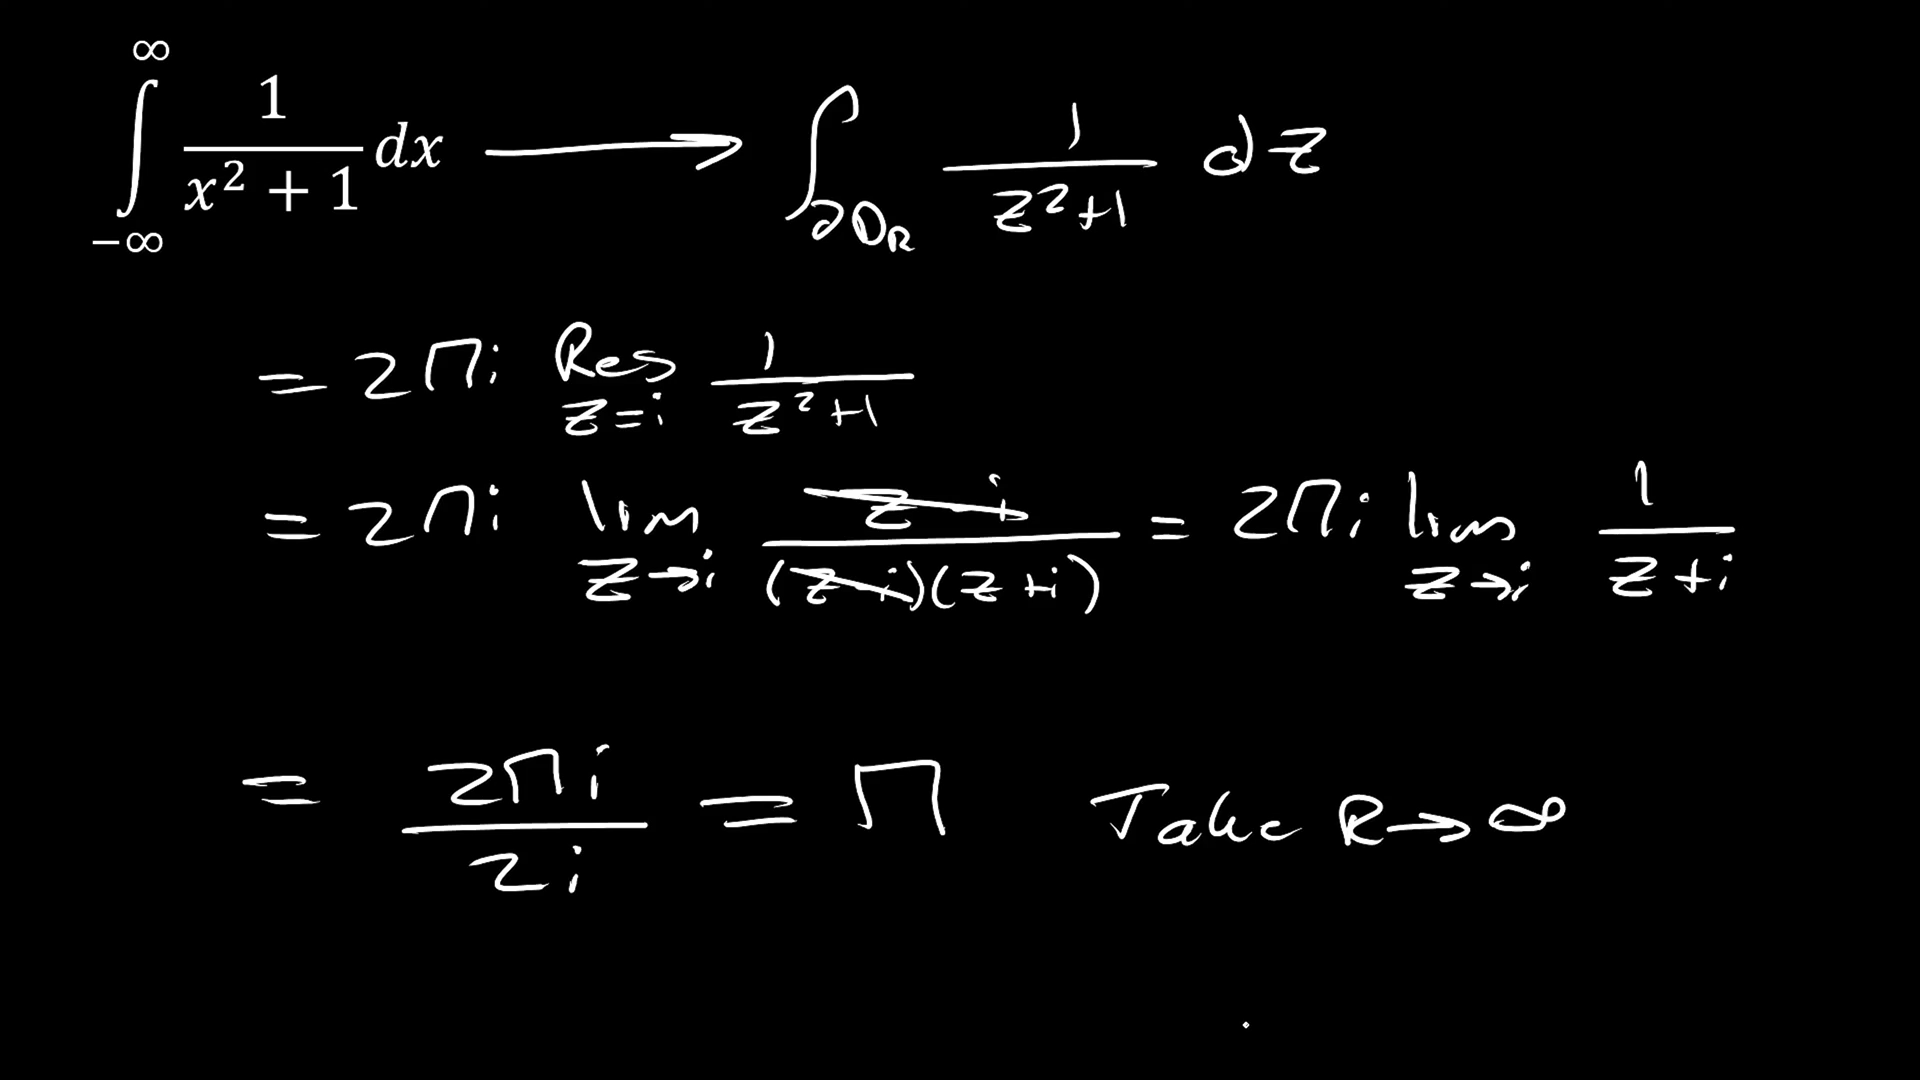 ∫_{-∞}^{∞} 1/(x² + 1) dx ⟶ ∫_{∂D_R} 1/(z²+1) dz
= 2πi Res_{z=i} 1/(z²+1)
= 2πi lim_{z→i} (z-i)/((z-i)(z+i)) = 2πi lim_{z→i} 1/(z+i)
= 2πi/2i = π Take R→∞